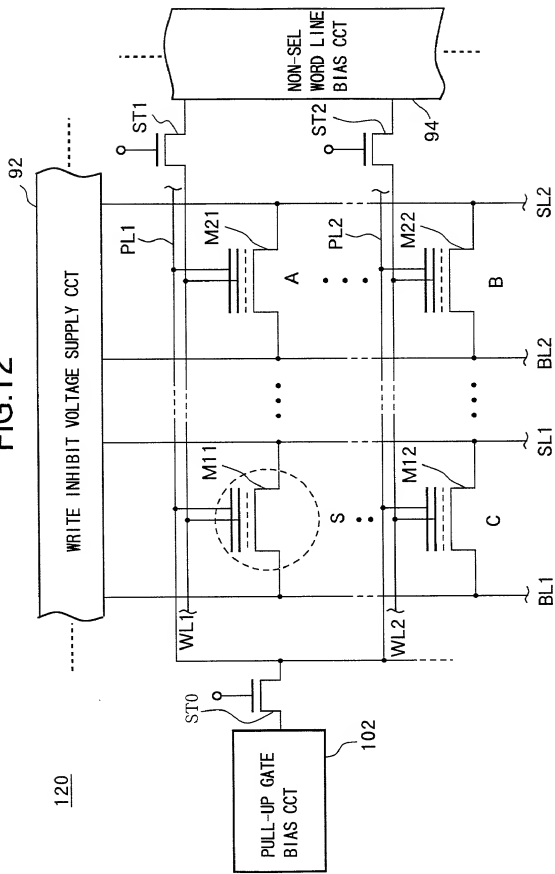 FIG.12
120
WRITE INHIBIT VOLTAGE SUPPLY CCT
92
PULL-UP GATE
BIAS CCT
102
ST0
WL1
PL1
ST1
M11
M21
S
A
NON-SEL
WORD LINE
BIAS CCT
94
ST2
WL2
PL2
M12
M22
C
B
BL1
SL1
BL2
SL2